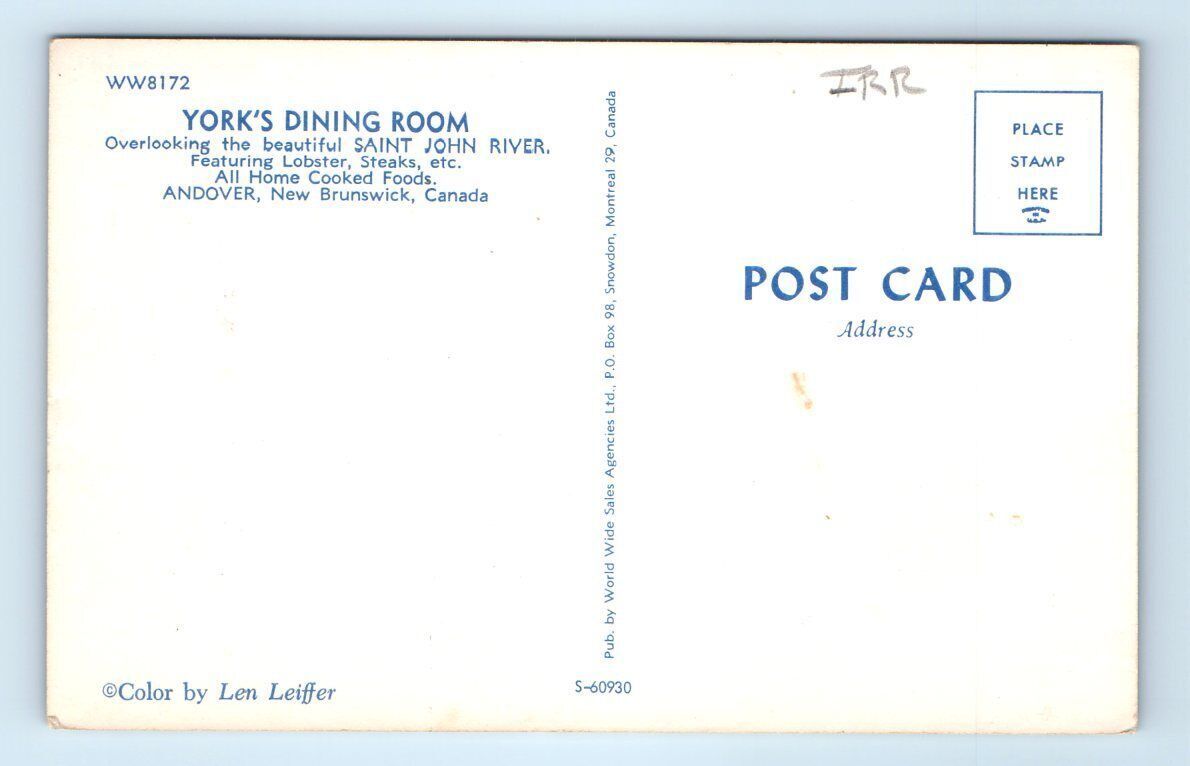 WW8172
YORK'S DINING ROOM
Overlooking the beautiful SAINT JOHN RIVER.
Featuring Lobster, Steaks, etc.
All Home Cooked Foods.
ANDOVER, New Brunswick, Canada
©Color by Len Leiffer
Pub. by World Wide Sales Agencies Ltd., P.O. Box 98, Snowdon, Montreal 29, Canada
S-60930
IRR
PLACE
STAMP
HERE
POST CARD
Address